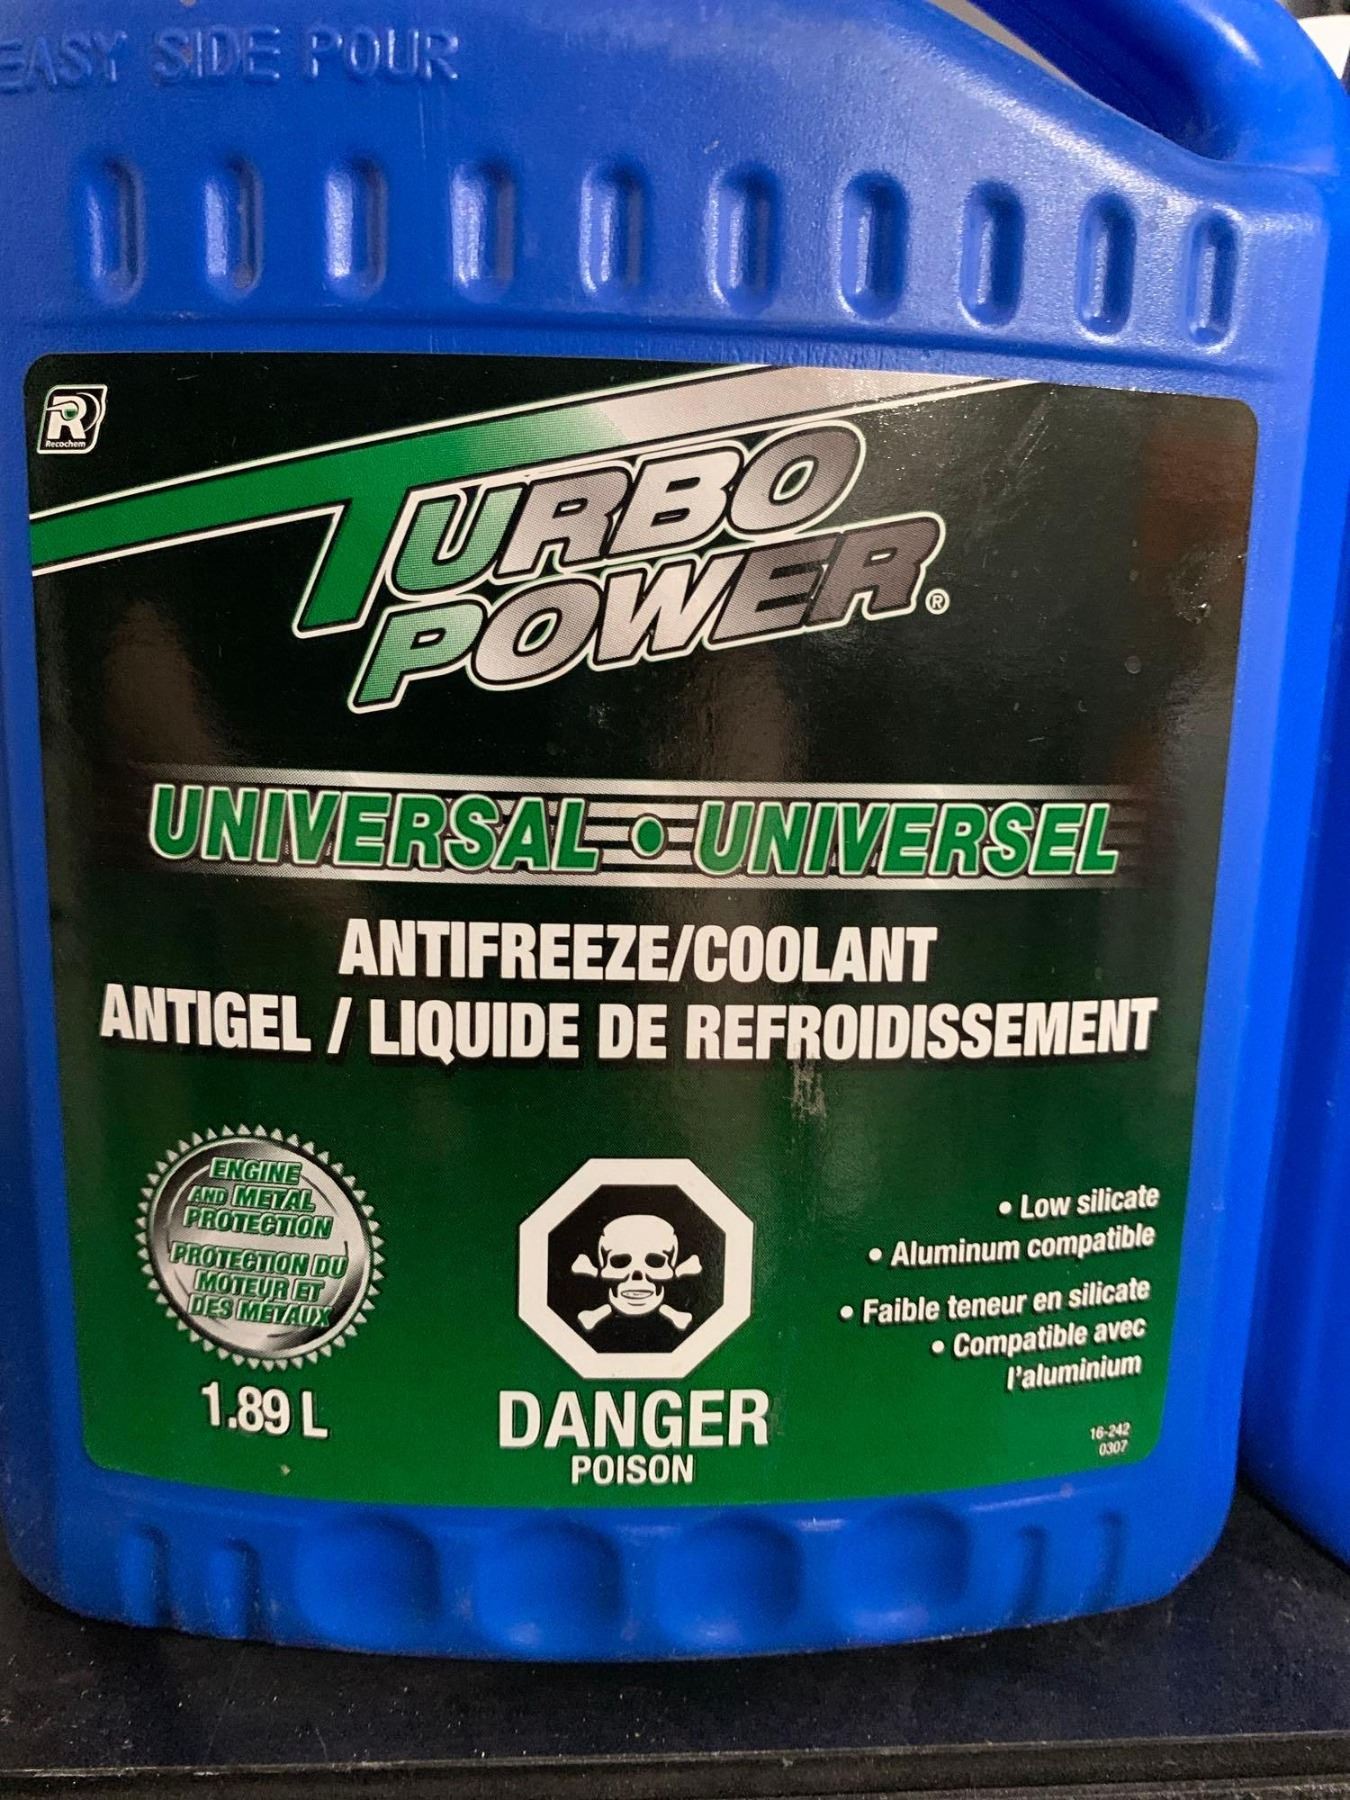 EASY SIDE POUR
R
Recochem
TURBO
POWER®
UNIVERSAL • UNIVERSEL
ANTIFREEZE/COOLANT
ANTIGEL / LIQUIDE DE REFROIDISSEMENT
ENGINE
AND METAL
PROTECTION
PROTECTION DU
MOTEUR ET
DES MÉTAUX
1.89 L
DANGER
POISON
• Low silicate
• Aluminum compatible
• Faible teneur en silicate
• Compatible avec
l'aluminium
16-242
0307